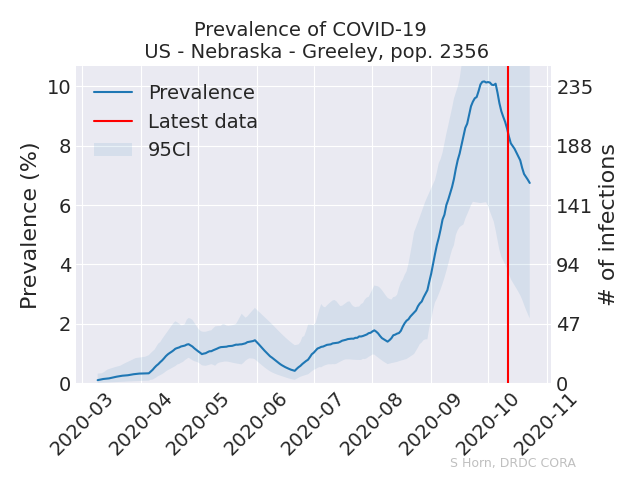 Prevalence of COVID-19
US - Nebraska - Greeley, pop. 2356
Prevalence
Latest data
95CI
Prevalence (%)
10
8
6
4
2
0
235
188
141
94
47
0
# of infections
2020-03
2020-04
2020-05
2020-06
2020-07
2020-08
2020-09
2020-10
2020-11
S Horn, DRDC CORA